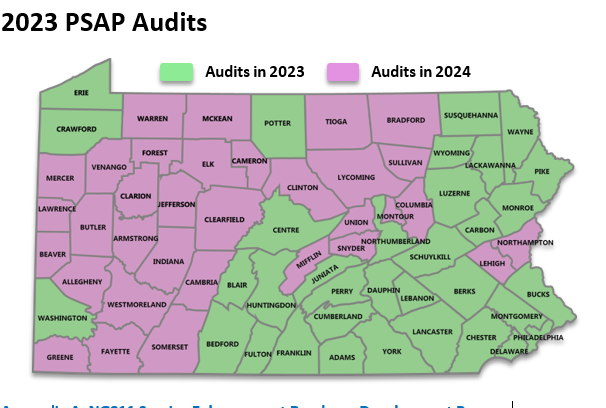 2023 PSAP Audits
Audits in 2023
Audits in 2024
ERIE
CRAWFORD
WARREN
MCKEAN
POTTER
TIOGA
BRADFORD
SUSQUEHANNA
WAYNE
WYOMING
LACKAWANNA
PIKE
MERCER
VENANGO
FOREST
ELK
CAMERON
CLINTON
LYCOMING
SULLIVAN
LUZERNE
MONROE
LAWRENCE
BUTLER
CLARION
JEFFERSON
CLEARFIELD
CENTRE
UNION
MONTOUR
COLUMBIA
CARBON
NORTHAMPTON
BEAVER
ALLEGHENY
ARMSTRONG
INDIANA
CAMBRIA
BLAIR
HUNTINGDON
MIFFLIN
SNYDER
JUNIATA
NORTHUMBERLAND
SCHUYLKILL
LEHIGH
WASHINGTON
WESTMORELAND
PERRY
DAUPHIN
LEBANON
BERKS
BUCKS
MONTGOMERY
GREENE
FAYETTE
SOMERSET
BEDFORD
FULTON
FRANKLIN
CUMBERLAND
ADAMS
YORK
LANCASTER
CHESTER
DELAWARE
PHILADELPHIA